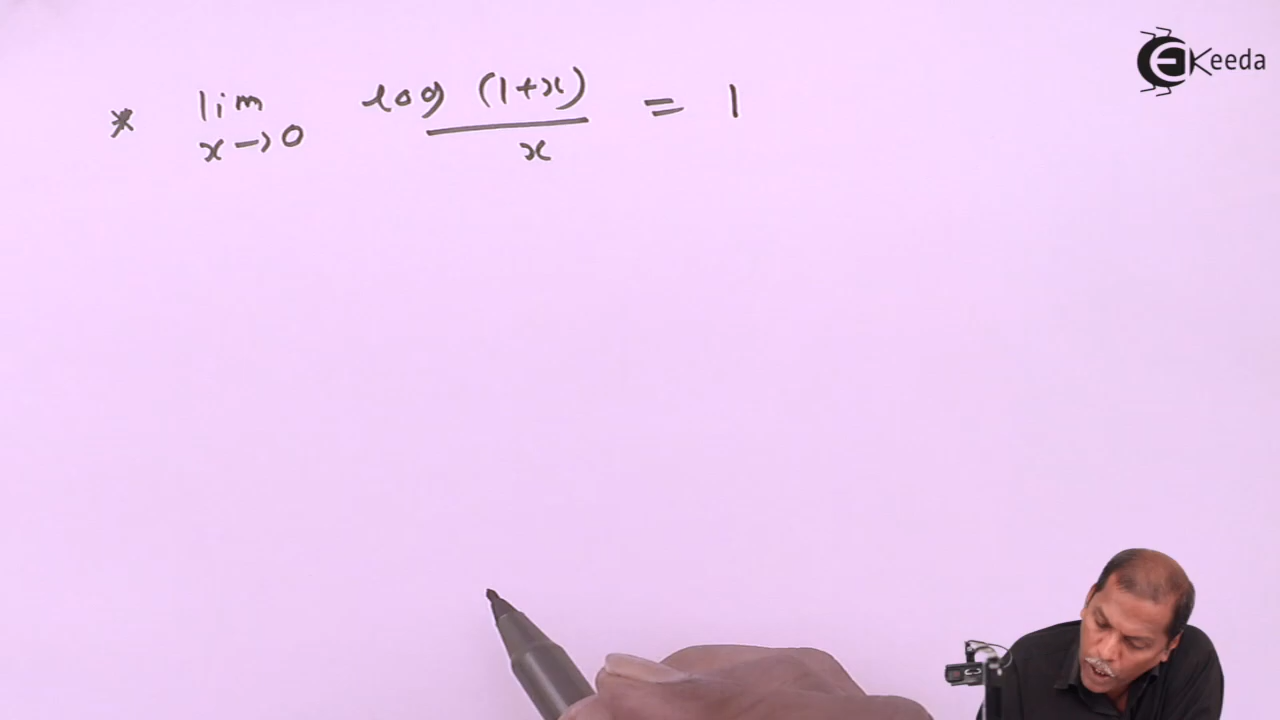 * lim x→0 log (1+x) / x = 1
EKeeda